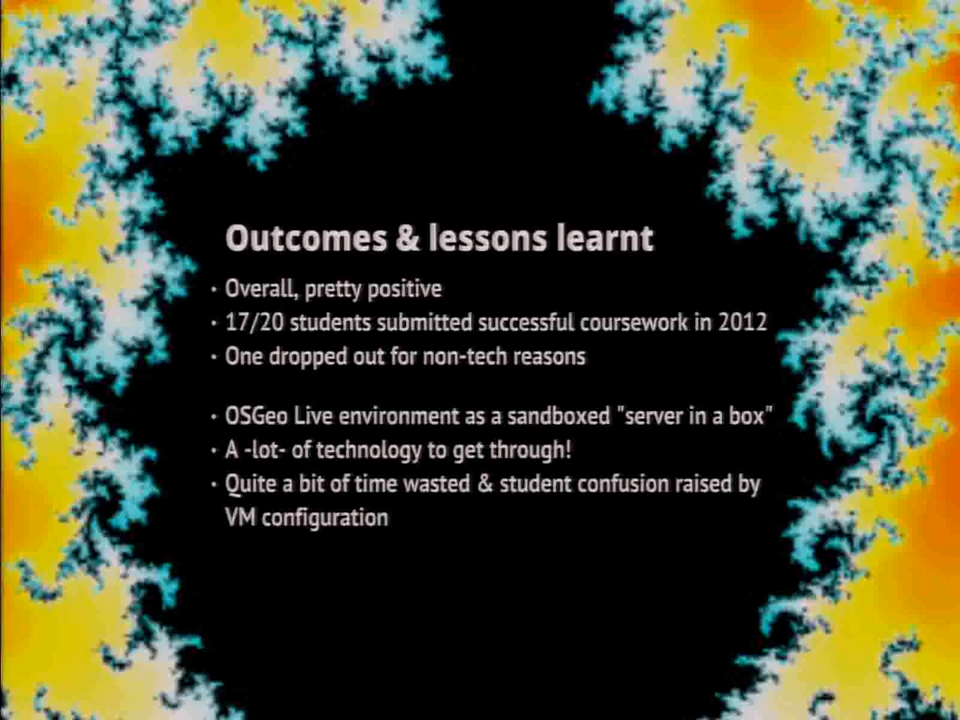 Outcomes & lessons learnt
· Overall, pretty positive
· 17/20 students submitted successful coursework in 2012
· One dropped out for non-tech reasons
· OSGeo Live environment as a sandboxed "server in a box"
· A -lot- of technology to get through!
· Quite a bit of time wasted & student confusion raised by
VM configuration